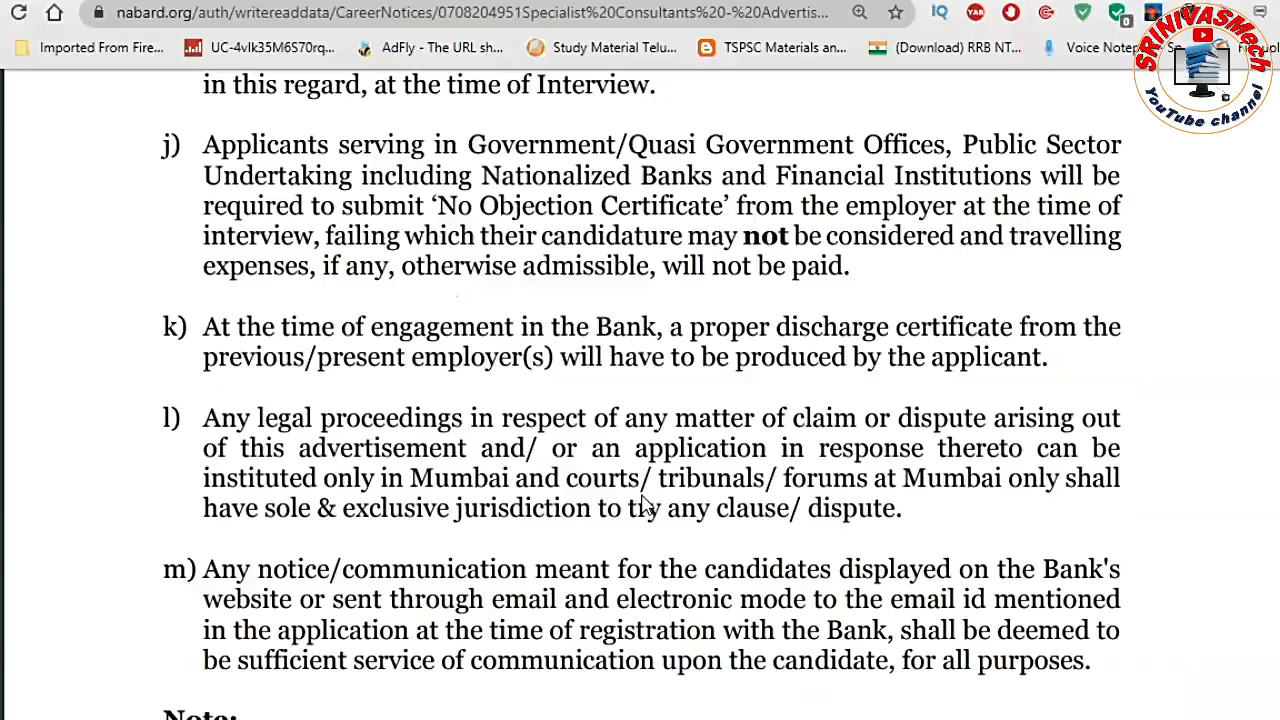 nabard.org/auth/writereaddata/CareerNotices/0708204951Specialist%20Consultants%20-%20Advertis...
Imported From Fire...
UC-4vlk35M6S70rq...
AdFly - The URL sh...
Study Material Telu...
TSPSC Materials an...
(Download) RRB NT...
Voice Notep
SRINIVASMech
YouTube channel
in this regard, at the time of Interview.
j) Applicants serving in Government/Quasi Government Offices, Public Sector
Undertaking including Nationalized Banks and Financial Institutions will be
required to submit ‘No Objection Certificate’ from the employer at the time of
interview, failing which their candidature may not be considered and travelling
expenses, if any, otherwise admissible, will not be paid.
k) At the time of engagement in the Bank, a proper discharge certificate from the
previous/present employer(s) will have to be produced by the applicant.
l) Any legal proceedings in respect of any matter of claim or dispute arising out
of this advertisement and/ or an application in response thereto can be
instituted only in Mumbai and courts/ tribunals/ forums at Mumbai only shall
have sole & exclusive jurisdiction to try any clause/ dispute.
m) Any notice/communication meant for the candidates displayed on the Bank's
website or sent through email and electronic mode to the email id mentioned
in the application at the time of registration with the Bank, shall be deemed to
be sufficient service of communication upon the candidate, for all purposes.
Note: